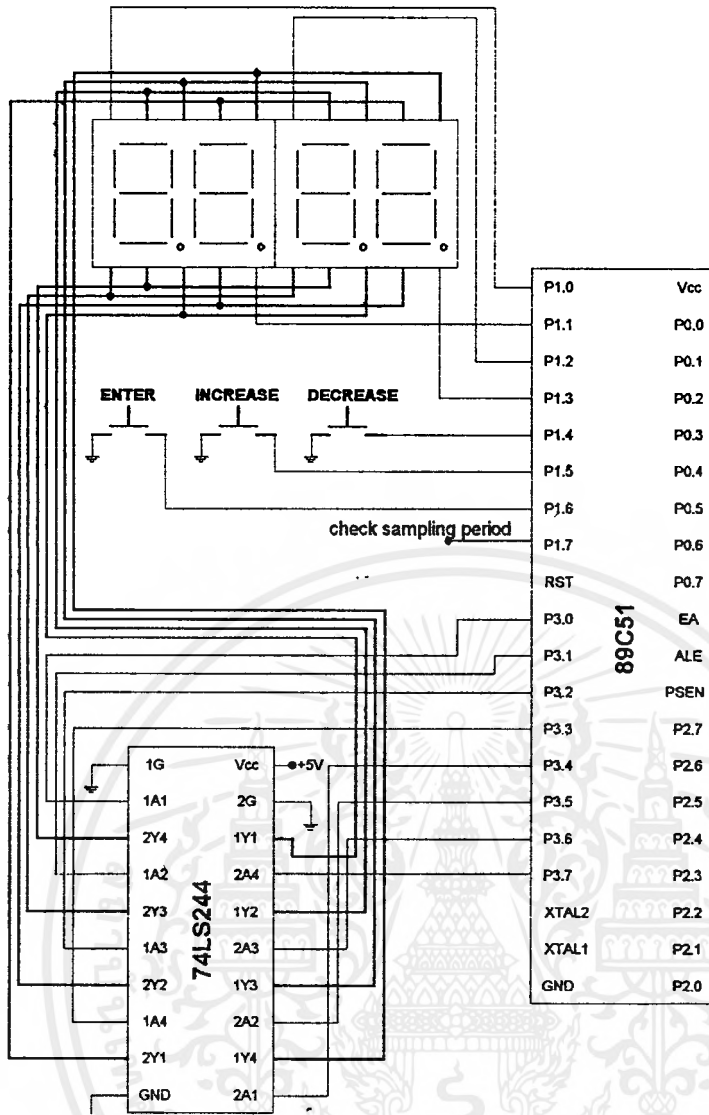 P1.0 Vcc
P1.1 P0.0
P1.2 P0.1
P1.3 P0.2
ENTER INCREASE DECREASE
P1.4 P0.3
P1.5 P0.4
P1.6 P0.5
check sampling period
P1.7 P0.6
RST P0.7
P3.0 EA
P3.1 ALE
89C51
P3.2 PSEN
P3.3 P2.7
P3.4 P2.6
P3.5 P2.5
P3.6 P2.4
P3.7 P2.3
XTAL2 P2.2
XTAL1 P2.1
GND P2.0
1G Vcc +5V
1A1 2G
2Y4 1Y1
1A2 2A4
2Y3 1Y2
74LS244
1A3 2A3
2Y2 1Y3
1A4 2A2
2Y1 1Y4
GND 2A1